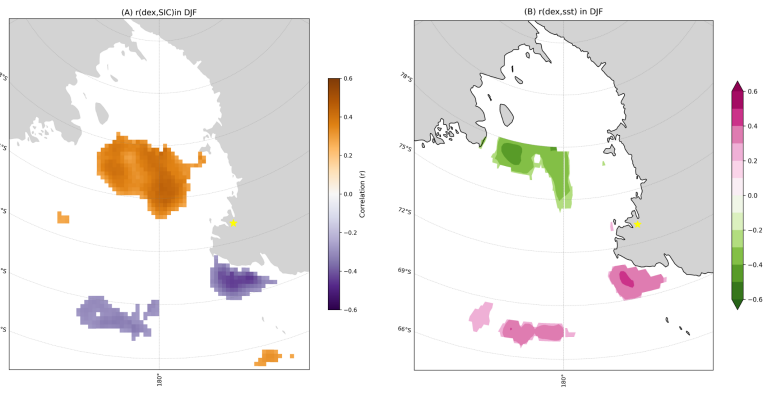 (A) r(dex,SIC)in DJF
(B) r(dex,sst) in DJF
78°S
75°S
72°S
69°S
66°S
180°
180°
0.6
0.4
0.2
0.0
−0.2
−0.4
−0.6
Correlation (r)
0.6
0.4
0.2
0.0
−0.2
−0.4
−0.6